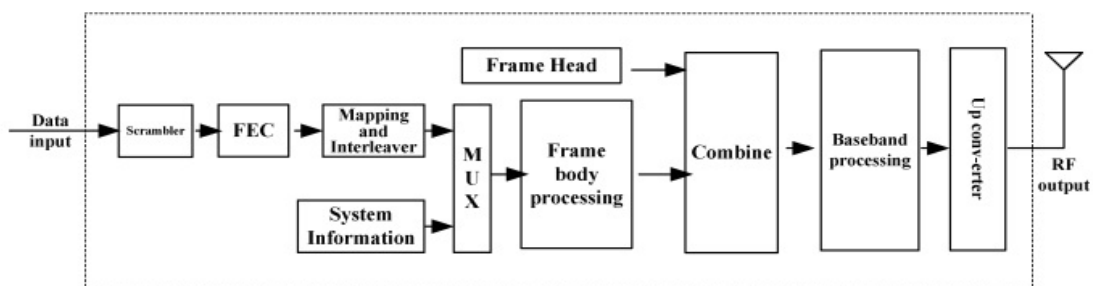 Data
input
Scrambler
FEC
Mapping
and
Interleaver
System
Information
M
U
X
Frame Head
Frame
body
processing
Combine
Baseband
processing
Up conv-erter
RF
output